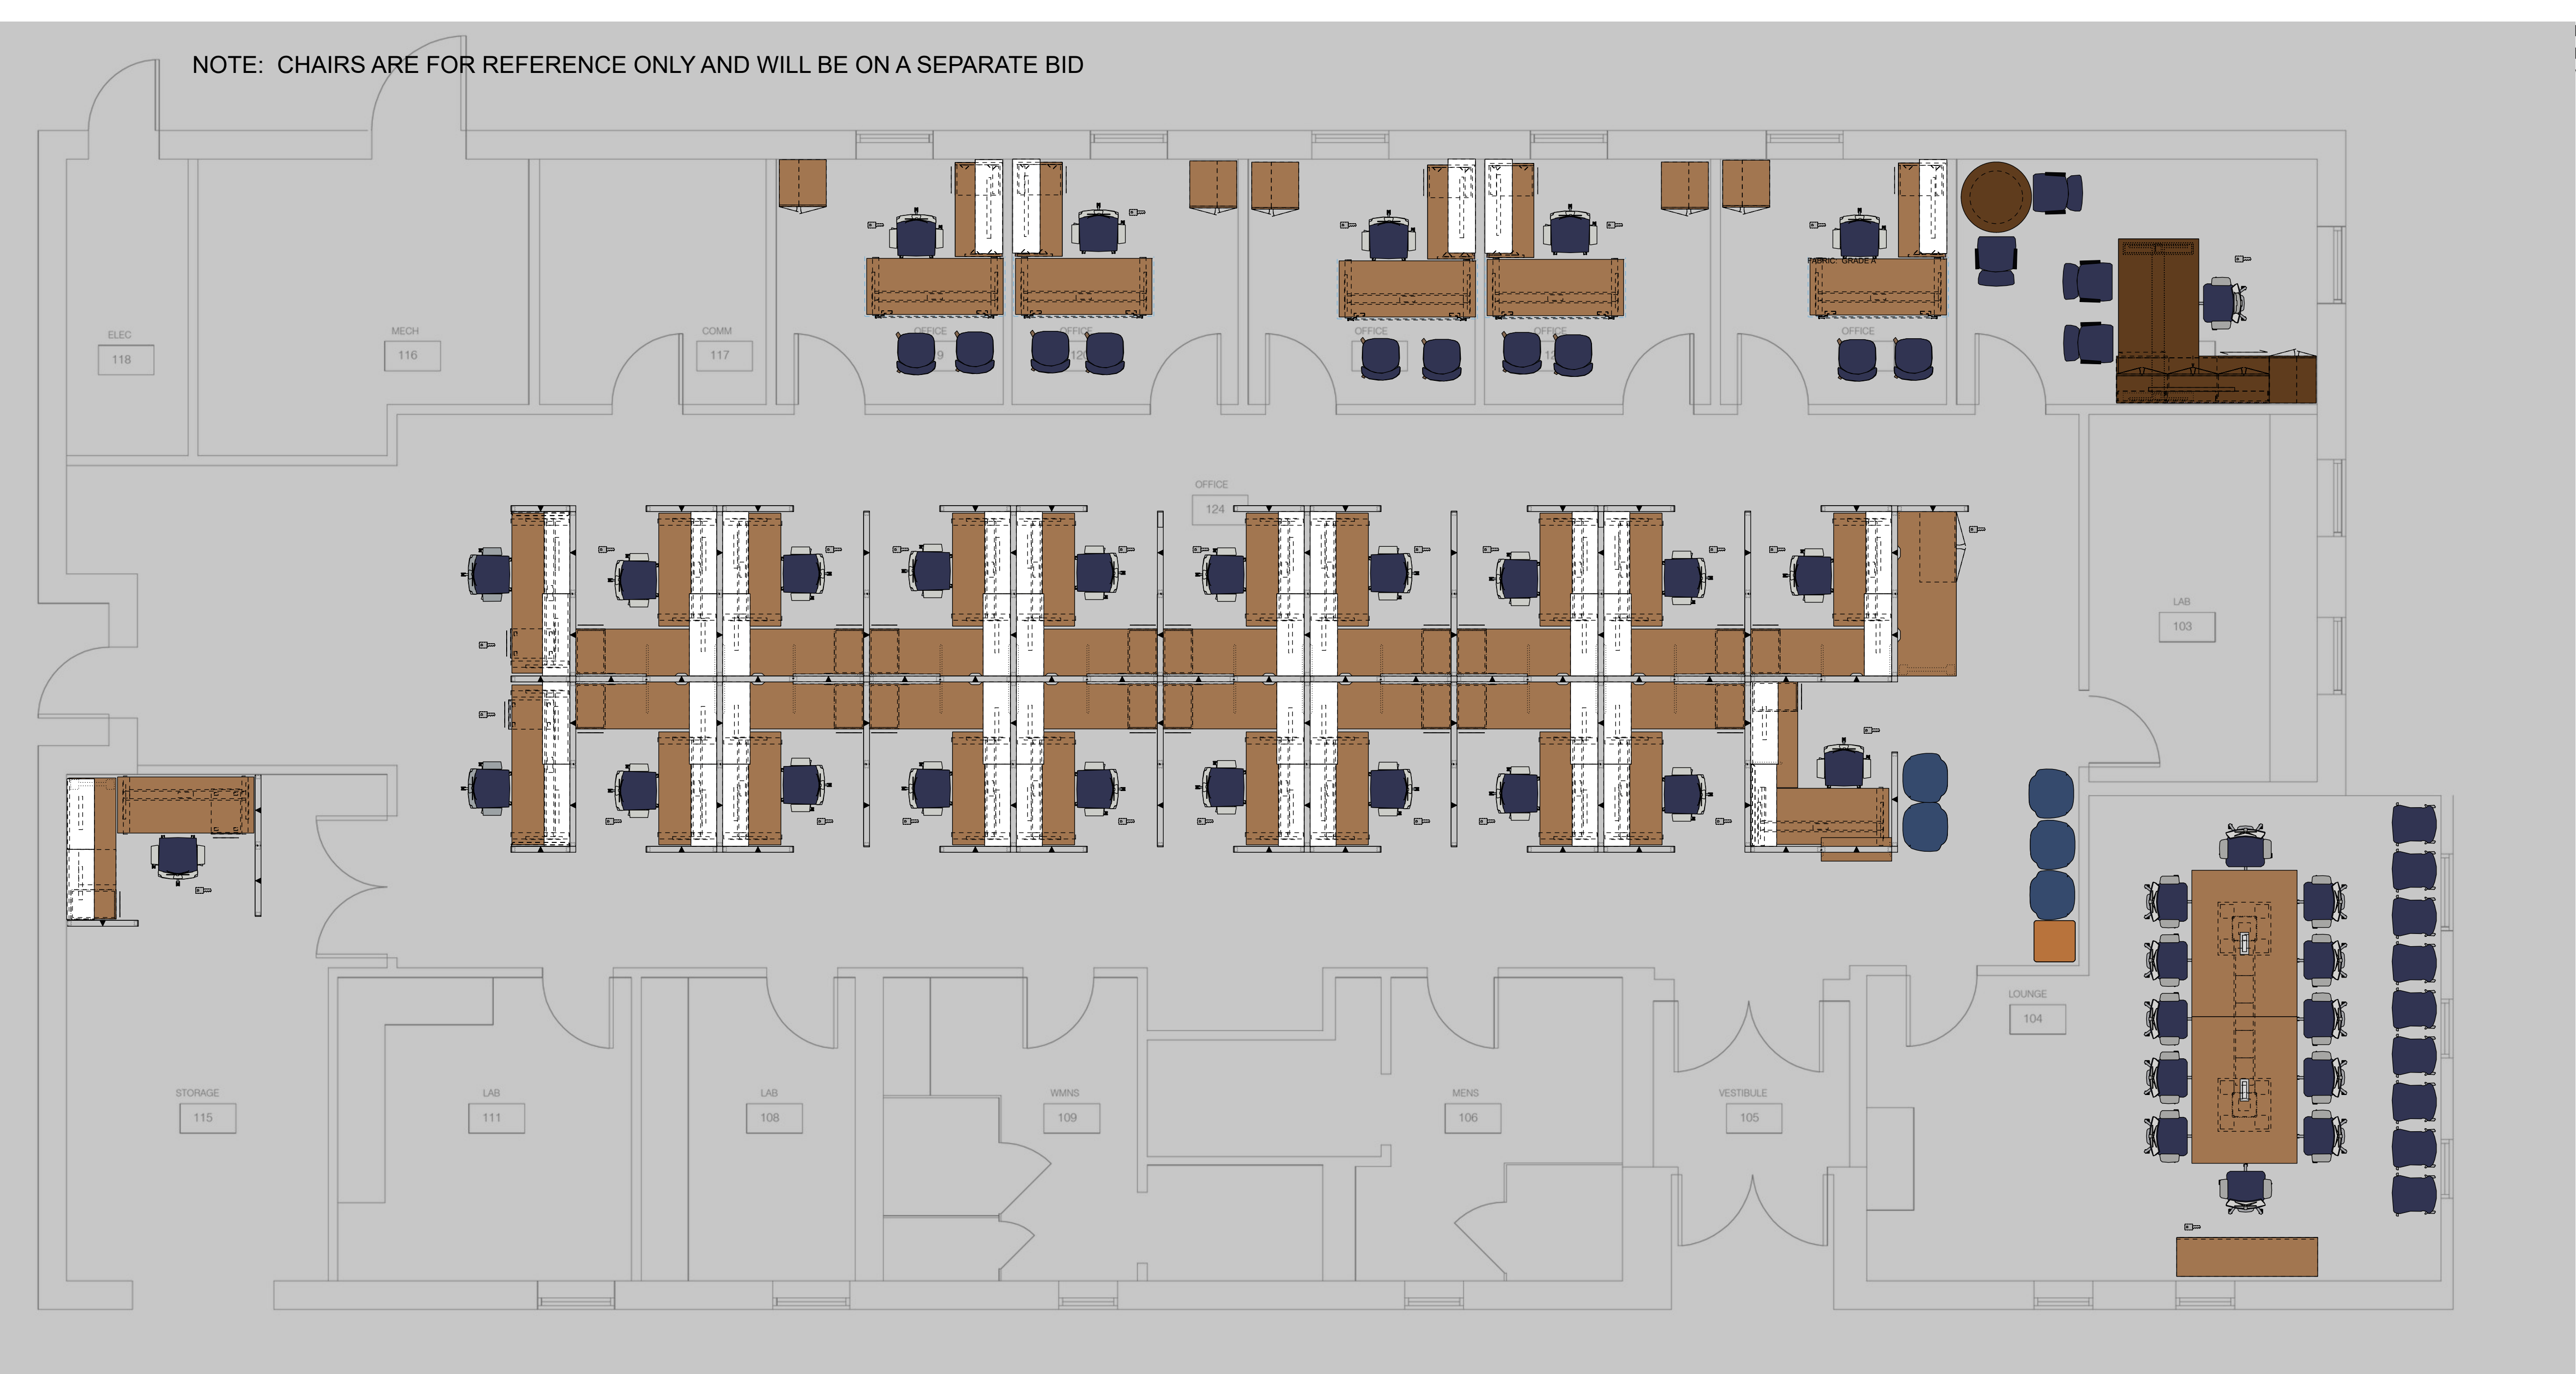 NOTE: CHAIRS ARE FOR REFERENCE ONLY AND WILL BE ON A SEPARATE BID
FABRIC: GRADE A
ELEC
118
MECH
116
COMM
117
OFFICE
OFFICE
OFFICE
OFFICE
OFFICE
OFFICE
124
LAB
103
LOUNGE
104
STORAGE
115
LAB
111
LAB
108
WMNS
109
MENS
106
VESTIBULE
105